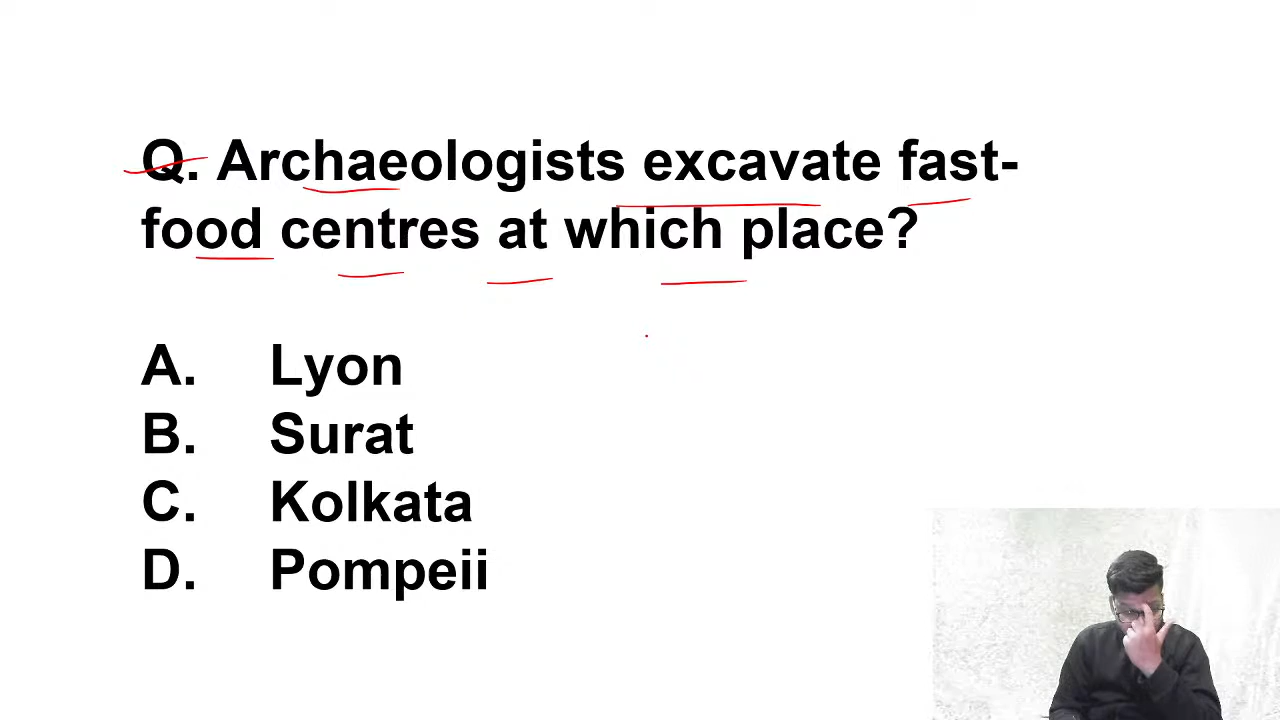 Q. Archaeologists excavate fast-
food centres at which place?
A. Lyon
B. Surat
C. Kolkata
D. Pompeii